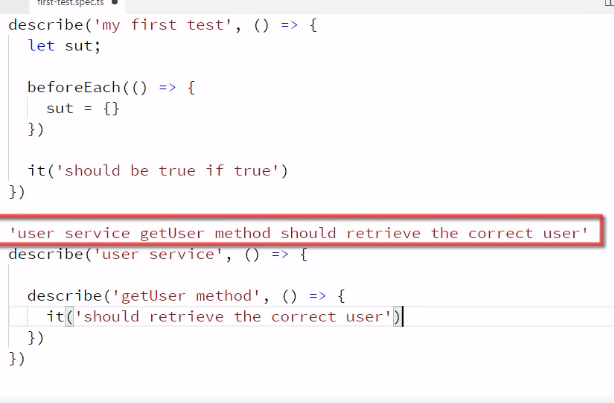 first-test.spec.ts
describe('my first test', () => {
let sut;
beforeEach(() => {
sut = {}
})
it('should be true if true')
})
'user service getUser method should retrieve the correct user'
describe('user service', () => {
describe('getUser method', () => {
it('should retrieve the correct user')
})
})